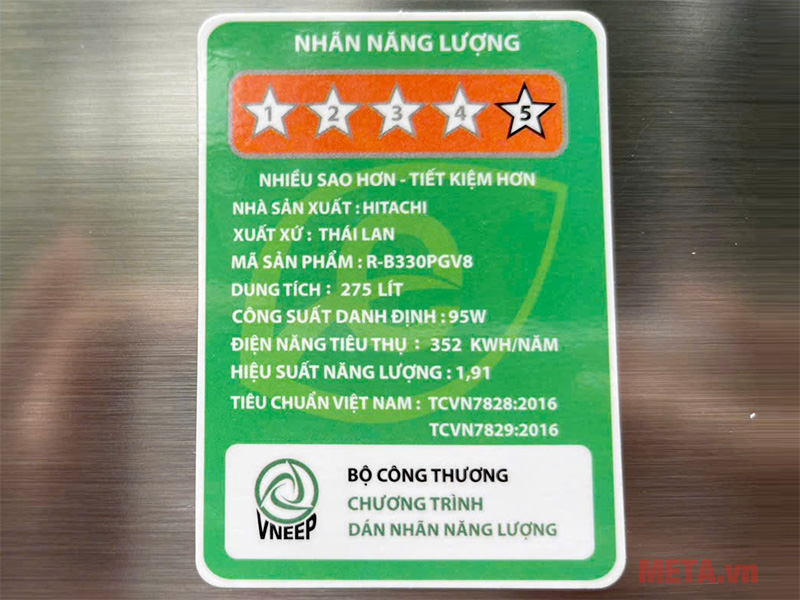 NHÃN NĂNG LƯỢNG
1 2 3 4 5
NHIỀU SAO HƠN - TIẾT KIỆM HƠN
NHÀ SẢN XUẤT : HITACHI
XUẤT XỨ : THÁI LAN
MÃ SẢN PHẨM : R-B330PGV8
DUNG TÍCH : 275 LÍT
CÔNG SUẤT DANH ĐỊNH : 95W
ĐIỆN NĂNG TIÊU THỤ : 352 KWH/NĂM
HIỆU SUẤT NĂNG LƯỢNG : 1,91
TIÊU CHUẨN VIỆT NAM : TCVN7828:2016
TCVN7829:2016
BỘ CÔNG THƯƠNG
CHƯƠNG TRÌNH
DÁN NHÃN NĂNG LƯỢNG
VNEEP
META.vn